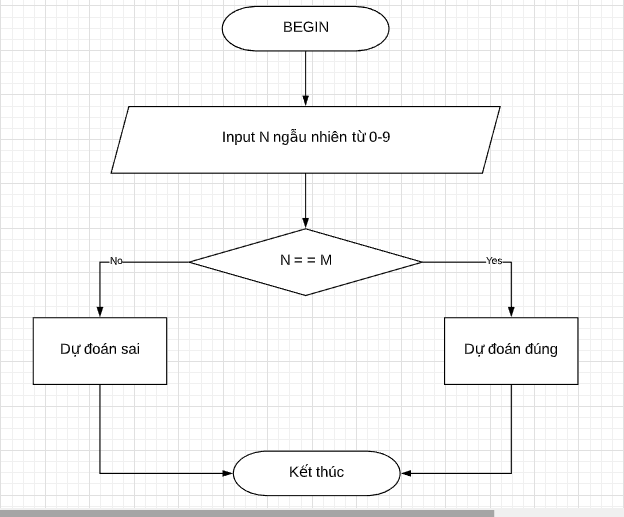 BEGIN
Input N ngẫu nhiên từ 0-9
N = = M
No
Yes
Dự đoán sai
Dự đoán đúng
Kết thúc